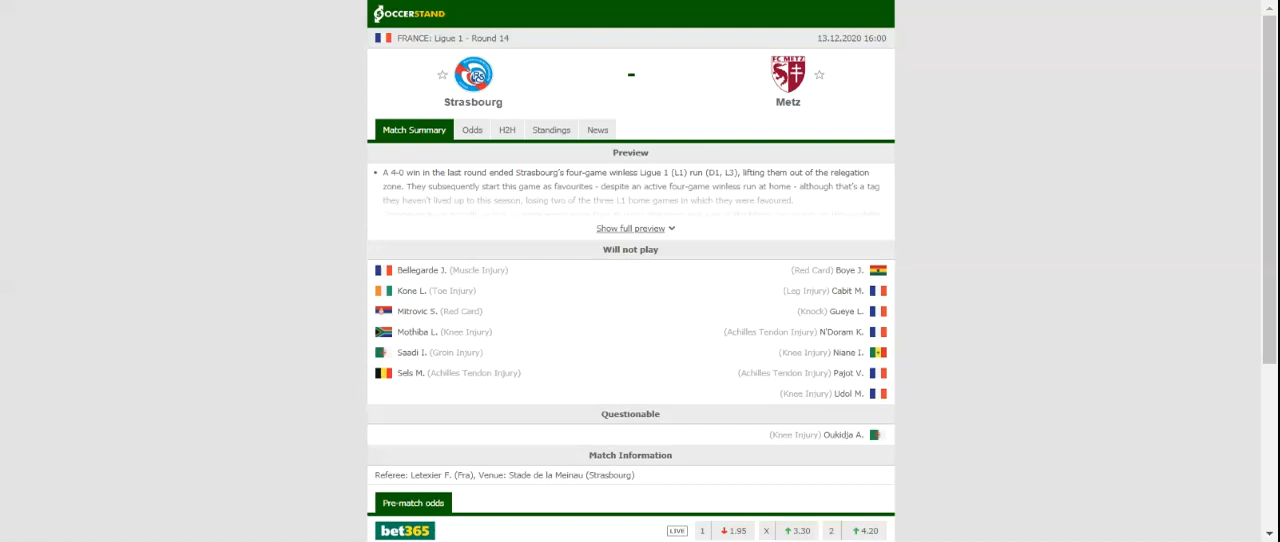 SOCCERSTAND
FRANCE: Ligue 1 - Round 14
13.12.2020 16:00
-
FC METZ
Strasbourg
Metz
Match Summary
Odds
H2H
Standings
News
Preview
• A 4-0 win in the last round ended Strasbourg's four-game winless Ligue 1 (L1) run (D1, L3), lifting them out of the relegation
zone. They subsequently start this game as favourites - despite an active four-game winless run at home - although that's a tag
they haven't lived up to this season, losing two of the three L1 home games in which they were favoured.
Show full preview
Will not play
Bellegarde J. (Muscle Injury)
(Red Card) Boye J.
Kone L. (Toe Injury)
(Leg Injury) Cabit M.
Mitrovic S. (Red Card)
(Knock) Gueye L.
Mothiba L. (Knee Injury)
(Achilles Tendon Injury) N'Doram K.
Saadi I. (Groin Injury)
(Knee Injury) Niane I.
Sels M. (Achilles Tendon Injury)
(Achilles Tendon Injury) Pajot V.
(Knee Injury) Udol M.
Questionable
(Knee Injury) Oukidja A.
Match Information
Referee: Letexier F. (Fra), Venue: Stade de la Meinau (Strasbourg)
Pre-match odds
bet365
LIVE
1
1.95
X
3.30
2
4.20